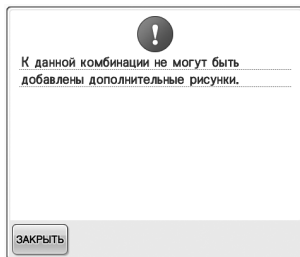 К данной комбинации не могут быть
добавлены дополнительные рисунки.
ЗАКРЫТЬ